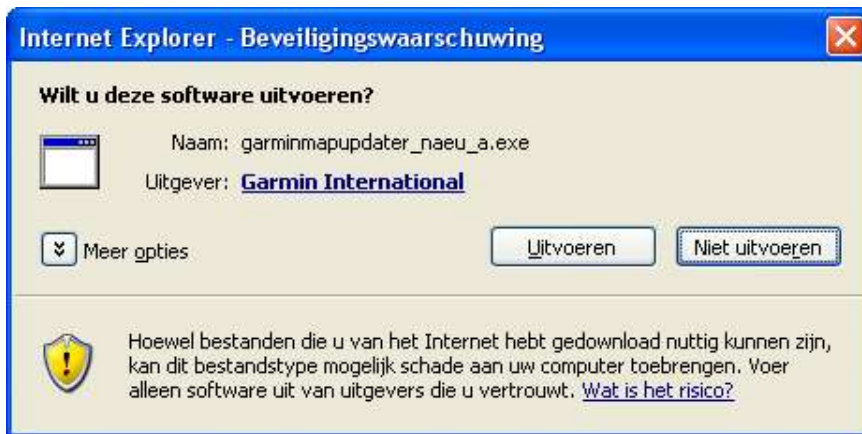 Internet Explorer - Beveiligingswaarschuwing
Wilt u deze software uitvoeren?
Naam: garminmapupdater_naeu_a.exe
Uitgever: Garmin International
Meer opties
Uitvoeren
Niet uitvoeren
Hoewel bestanden die u van het Internet hebt gedownload nuttig kunnen zijn,
kan dit bestandstype mogelijk schade aan uw computer toebrengen. Voer
alleen software uit van uitgevers die u vertrouwt. Wat is het risico?